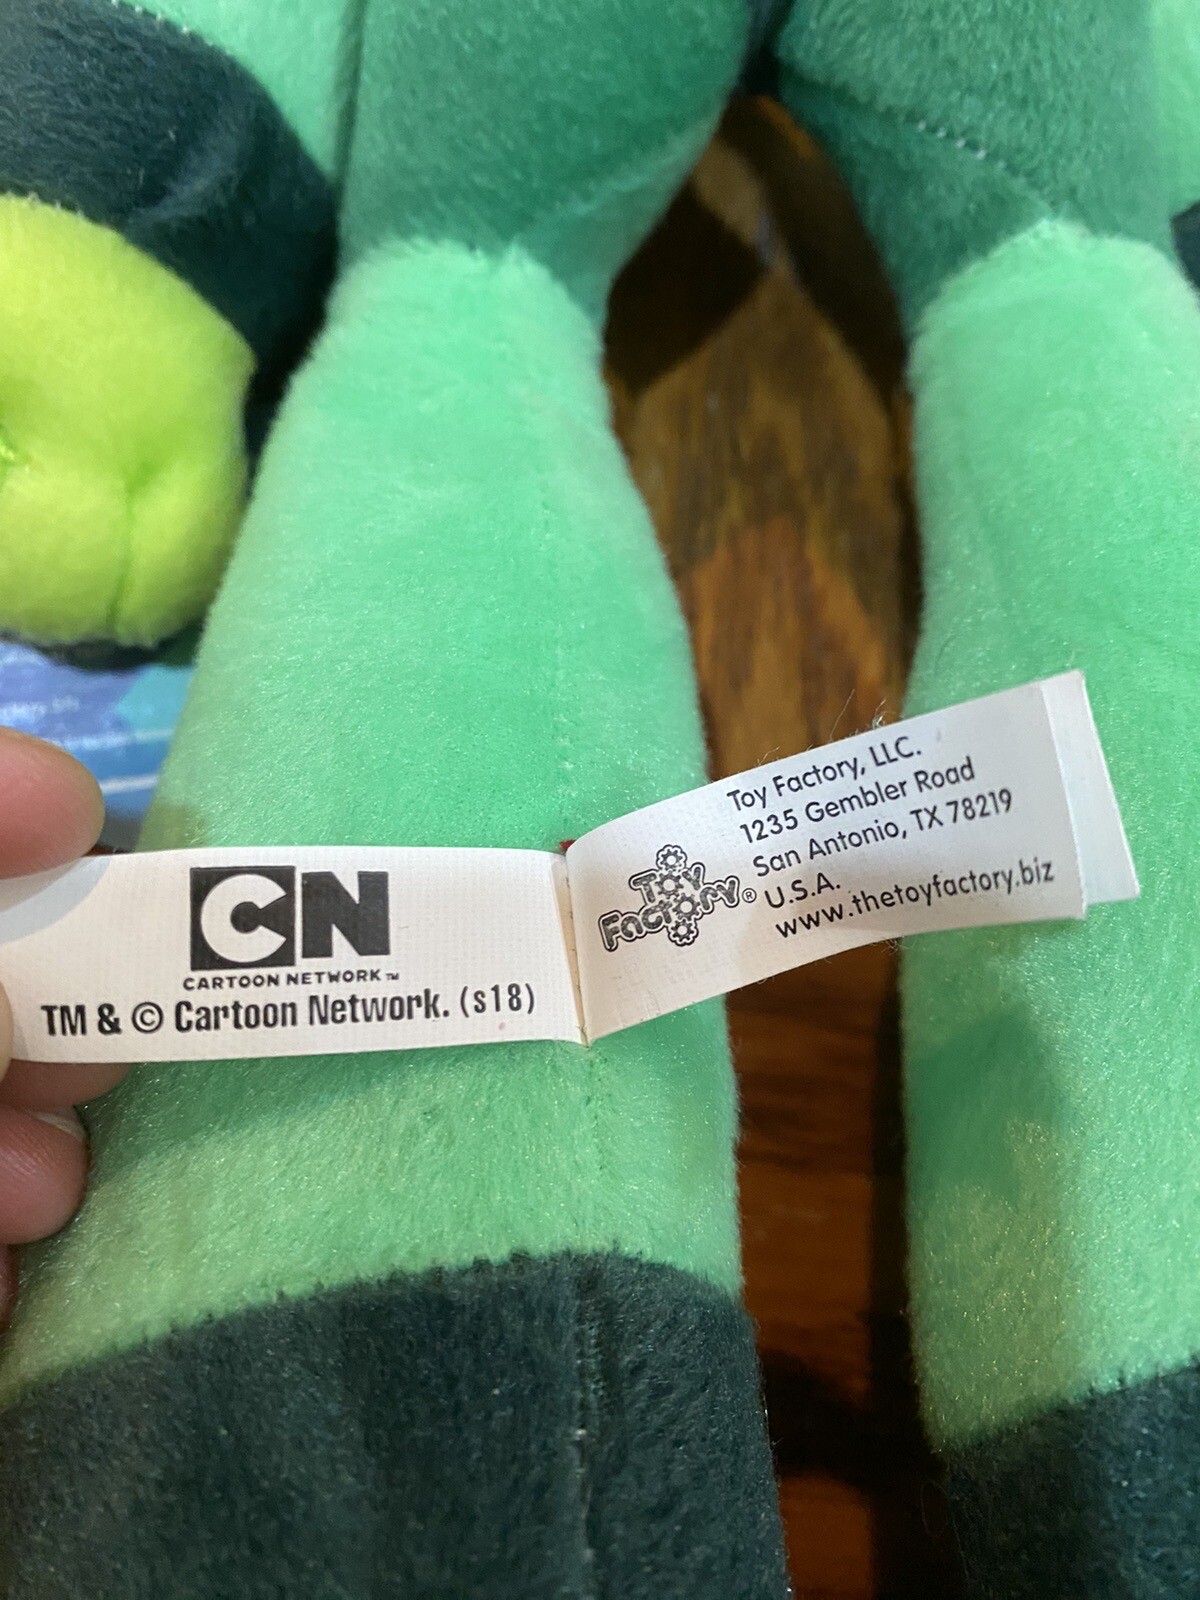 CN
CARTOON NETWORK™
TM & © Cartoon Network. (s18)
Toy Factory®
Toy Factory, LLC.
1235 Gembler Road
San Antonio, TX 78219
U.S.A.
www.thetoyfactory.biz